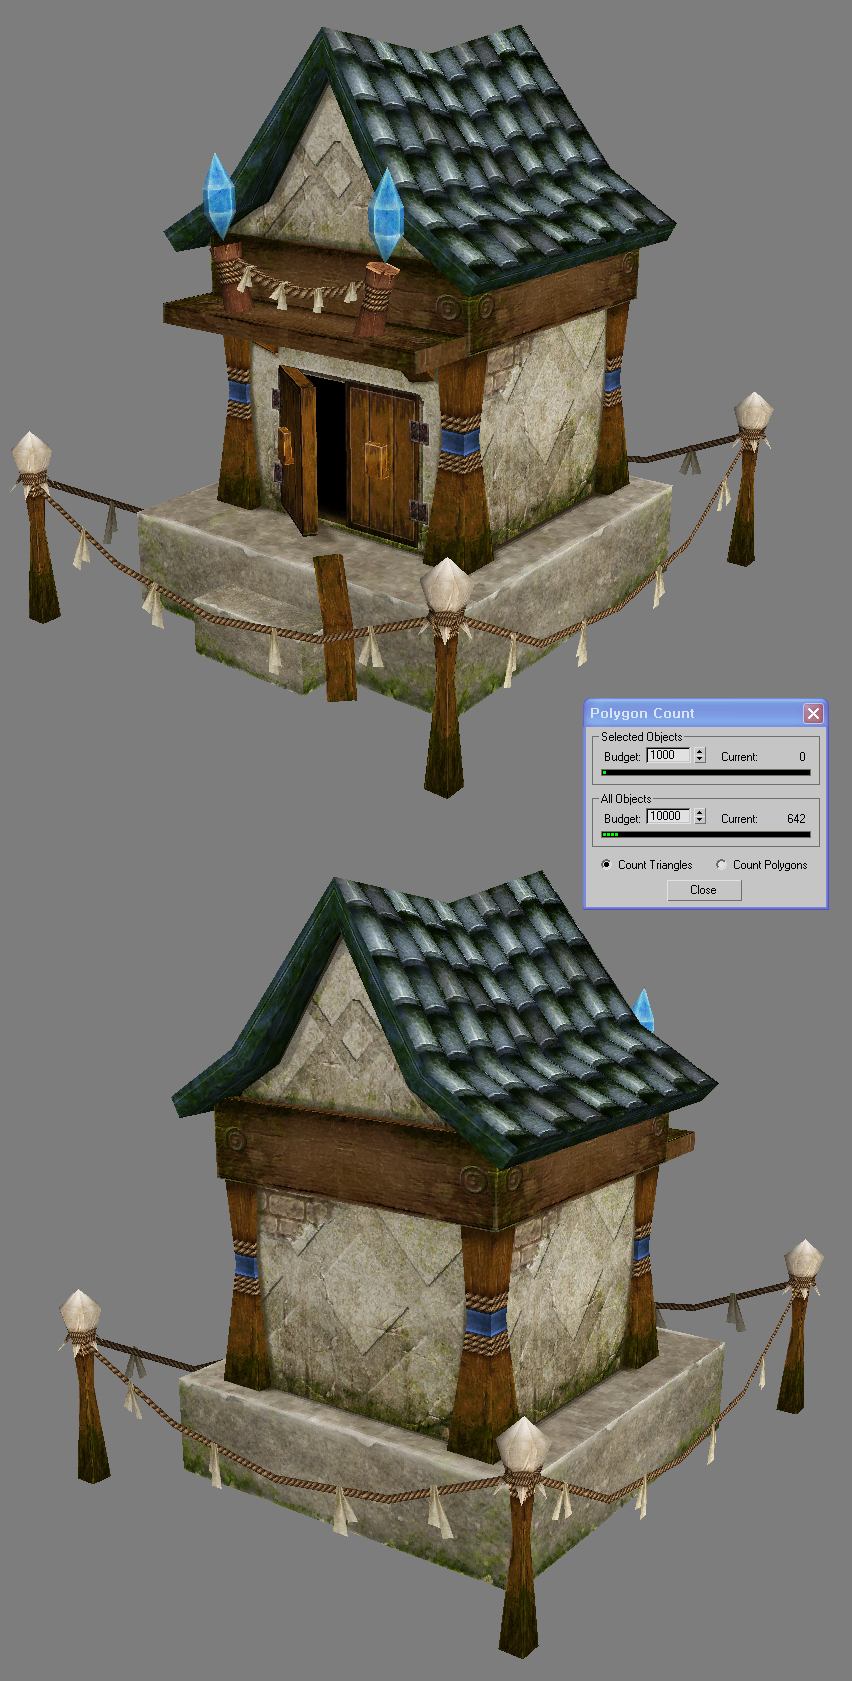 Polygon Count
Selected Objects
Budget: 1000 Current: 0
All Objects
Budget: 10000 Current: 642
Count Triangles Count Polygons
Close